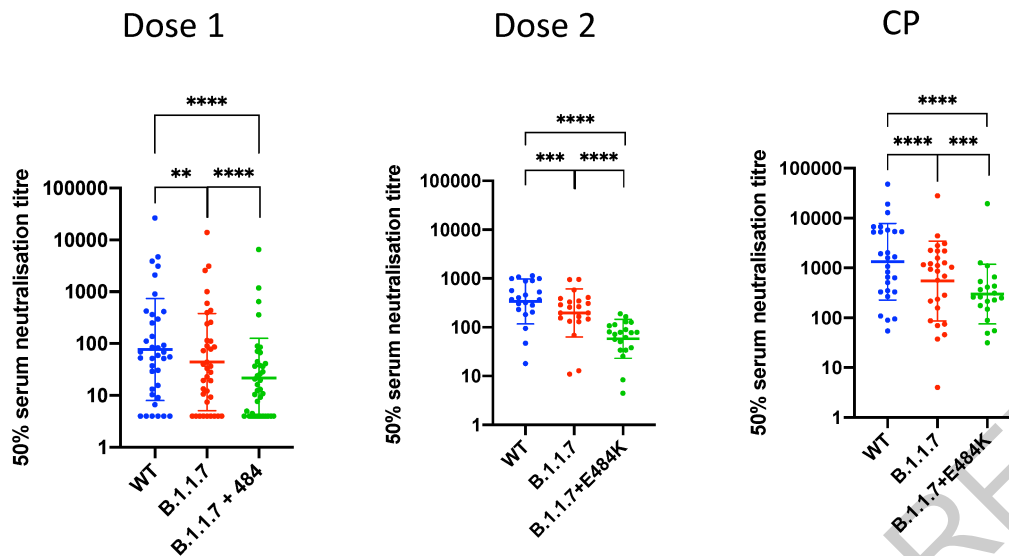 Dose 1
Dose 2
CP
****
** ****
50% serum neutralisation titre
100000
10000
1000
100
10
1
WT
B.1.1.7
B.1.1.7 + 484
****
*** ****
50% serum neutralisation titre
100000
10000
1000
100
10
1
WT
B.1.1.7
B.1.1.7+E484K
****
**** ***
50% serum neutralisation titre
100000
10000
1000
100
10
1
WT
B.1.1.7
B.1.1.7+E484K
RE